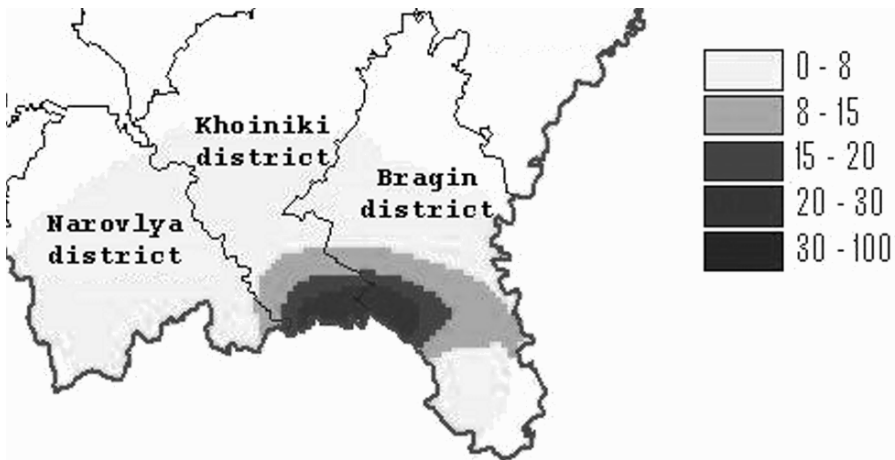 Khoiniki
district
Bragin
district
Narovlya
district
0 - 8
8 - 15
15 - 20
20 - 30
30 - 100